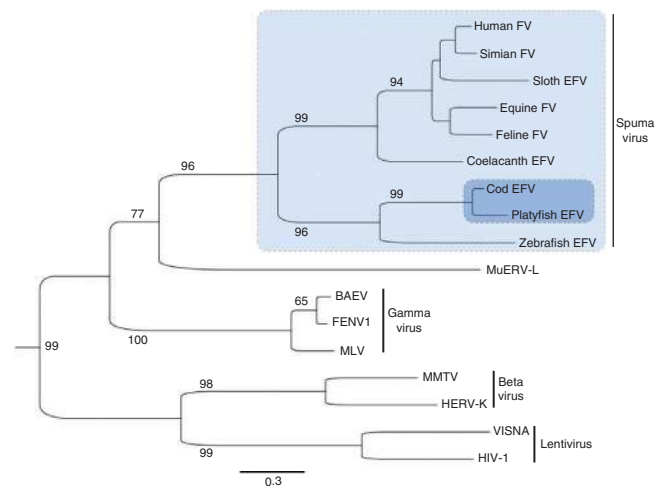 Human FV
Simian FV
94
Sloth EFV
Equine FV
99
Spuma
virus
Feline FV
Coelacanth EFV
96
99
Cod EFV
Platyfish EFV
77
96
Zebrafish EFV
MuERV-L
65
BAEV
Gamma
virus
FENV1
100
99
MLV
98
MMTV
Beta
virus
HERV-K
VISNA
Lentivirus
99
HIV-1
0.3